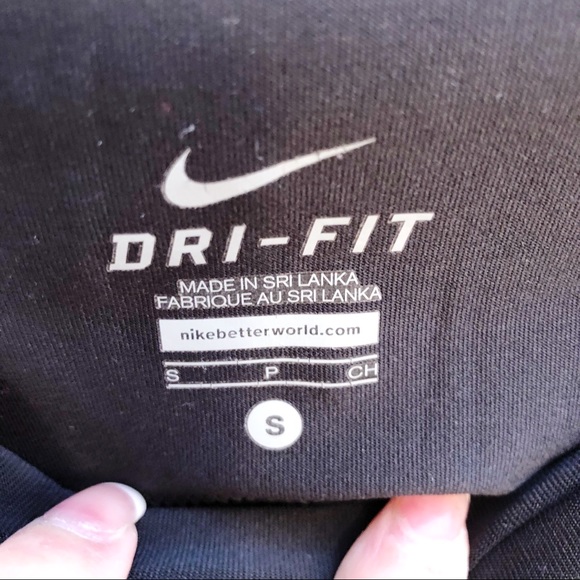 DRI-FIT
MADE IN SRI LANKA
FABRIQUE AU SRI LANKA
nikebetterworld.com
S P CH
S